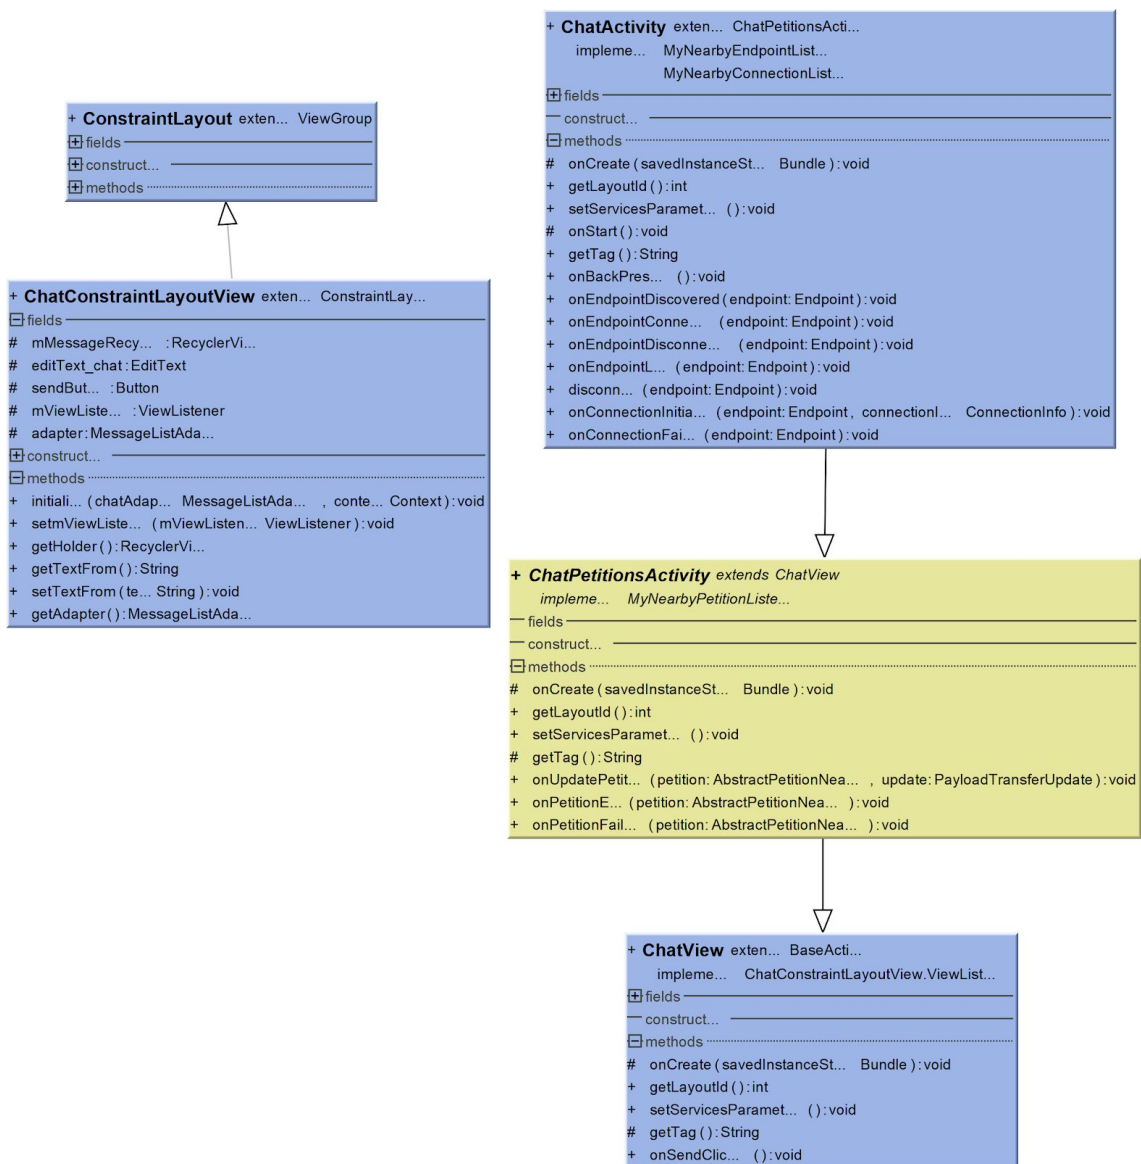 + ChatActivity exten... ChatPetitionsActi...
impleme... MyNearbyEndpointList...
MyNearbyConnectionList...
fields
construct...
methods
# onCreate ( savedInstanceSt... Bundle ) : void
+ getLayoutId ( ) : int
+ setServicesParamet... ( ) : void
# onStart ( ) : void
+ getTag ( ) : String
+ onBackPres... ( ) : void
+ onEndpointDiscovered ( endpoint: Endpoint ) : void
+ onEndpointConne... ( endpoint: Endpoint ) : void
+ onEndpointDisconne... ( endpoint: Endpoint ) : void
+ onEndpointL... ( endpoint: Endpoint ) : void
+ disconn... ( endpoint: Endpoint ) : void
+ onConnectionInitia... ( endpoint: Endpoint , connectionI... ConnectionInfo ) : void
+ onConnectionFai... ( endpoint: Endpoint ) : void
+ ConstraintLayout exten... ViewGroup
fields
construct...
methods
+ ChatConstraintLayoutView exten... ConstraintLay...
fields
# mMessageRecy... : RecyclerVi...
# editText_chat : EditText
# sendBut... : Button
# mViewListe... : ViewListener
# adapter : MessageListAda...
construct...
methods
+ initiali... ( chatAdap... MessageListAda... , conte... Context ) : void
+ setmViewListe... ( mViewListen... ViewListener ) : void
+ getHolder ( ) : RecyclerVi...
+ getTextFrom ( ) : String
+ setTextFrom ( te... String ) : void
+ getAdapter ( ) : MessageListAda...
+ ChatPetitionsActivity extends ChatView
impleme... MyNearbyPetitionListe...
fields
construct...
methods
# onCreate ( savedInstanceSt... Bundle ) : void
+ getLayoutId ( ) : int
+ setServicesParamet... ( ) : void
# getTag ( ) : String
+ onUpdatePetit... ( petition: AbstractPetitionNea... , update: PayloadTransferUpdate ) : void
+ onPetitionE... ( petition: AbstractPetitionNea... ) : void
+ onPetitionFail... ( petition: AbstractPetitionNea... ) : void
+ ChatView exten... BaseActi...
impleme... ChatConstraintLayoutView.ViewList...
fields
construct...
methods
# onCreate ( savedInstanceSt... Bundle ) : void
+ getLayoutId ( ) : int
+ setServicesParamet... ( ) : void
# getTag ( ) : String
+ onSendClic... ( ) : void